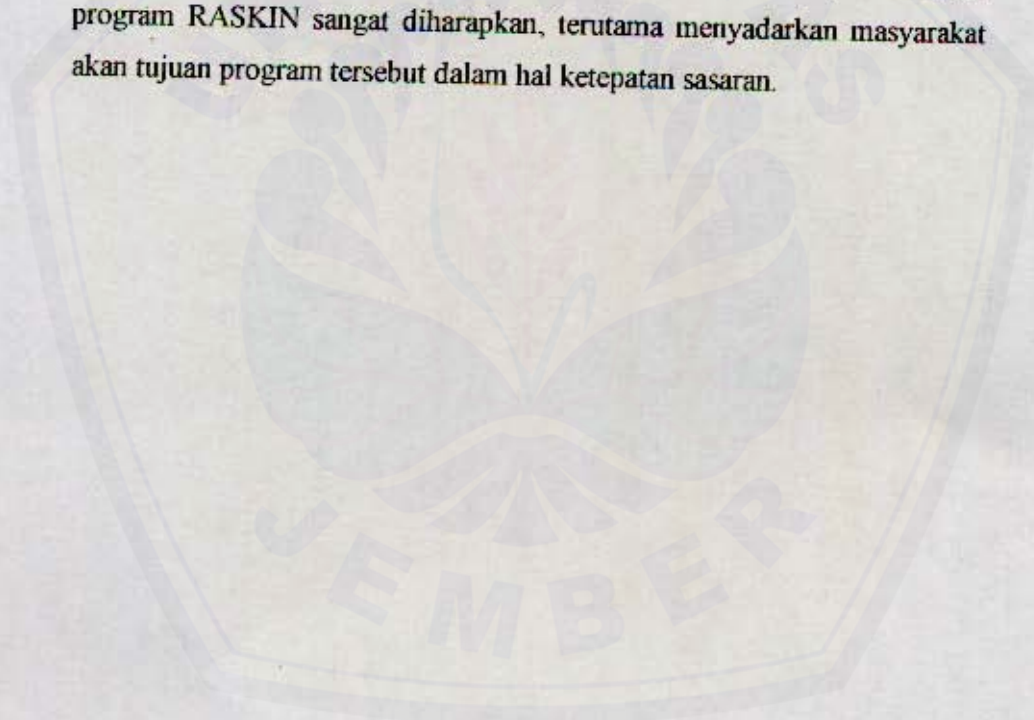 program RASKIN sangat diharapkan, terutama menyadarkan masyarakat
akan tujuan program tersebut dalam hal ketepatan sasaran.
JEMBER